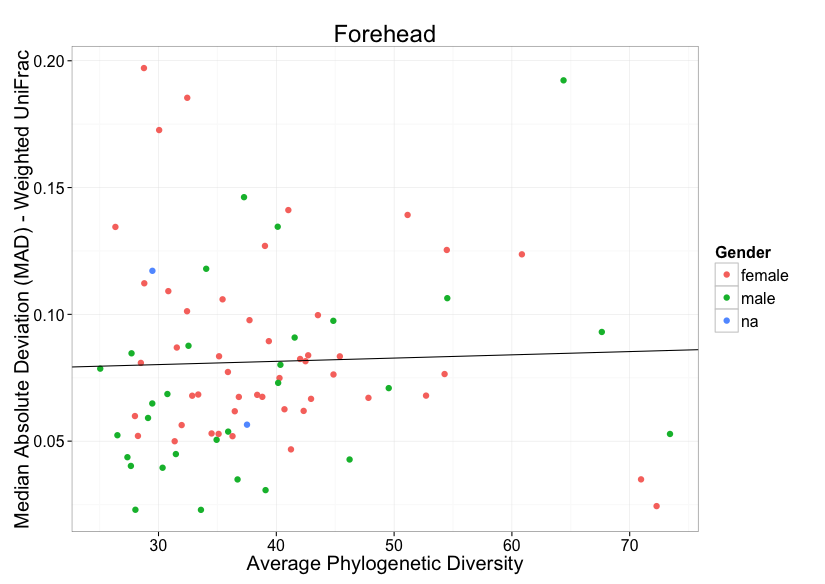 Forehead
Median Absolute Deviation (MAD) - Weighted UniFrac
0.20
0.15
0.10
0.05
30 40 50 60 70
Average Phylogenetic Diversity
Gender
female
male
na